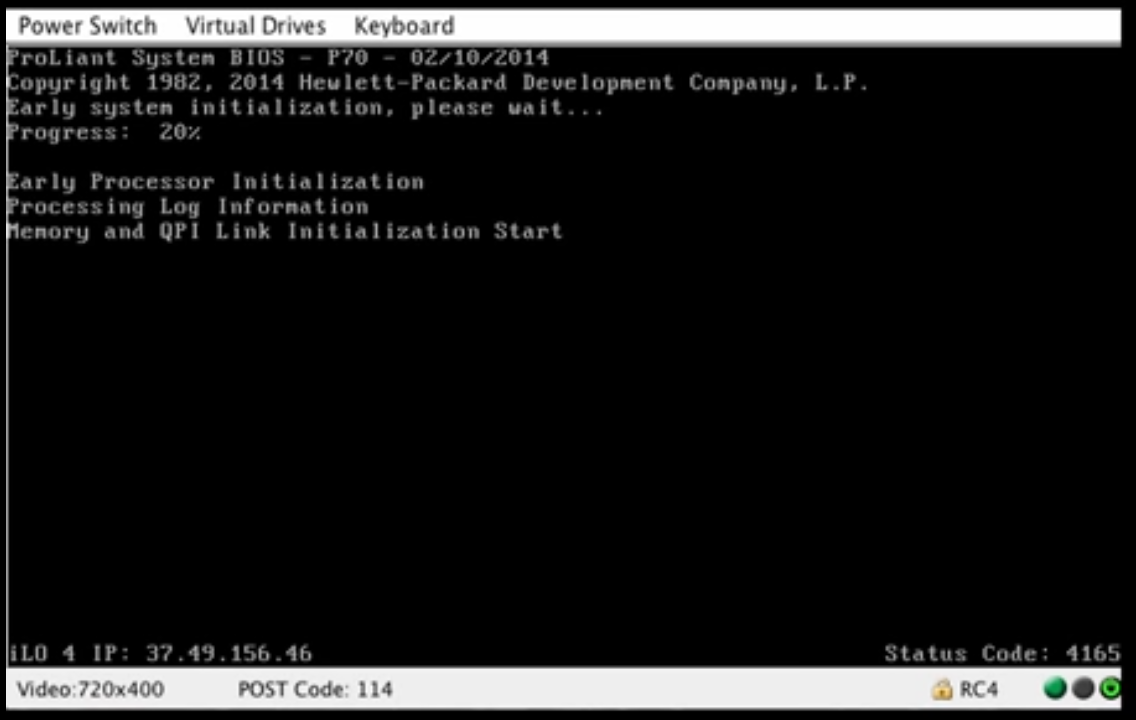 Power Switch Virtual Drives Keyboard
ProLiant System BIOS - P70 - 02/10/2014
Copyright 1982, 2014 Hewlett-Packard Development Company, L.P.
Early system initialization, please wait...
Progress: 20%
Early Processor Initialization
Processing Log Information
Memory and QPI Link Initialization Start
iLO 4 IP: 37.49.156.46 Status Code: 4165
Video:720x400 POST Code: 114 RC4